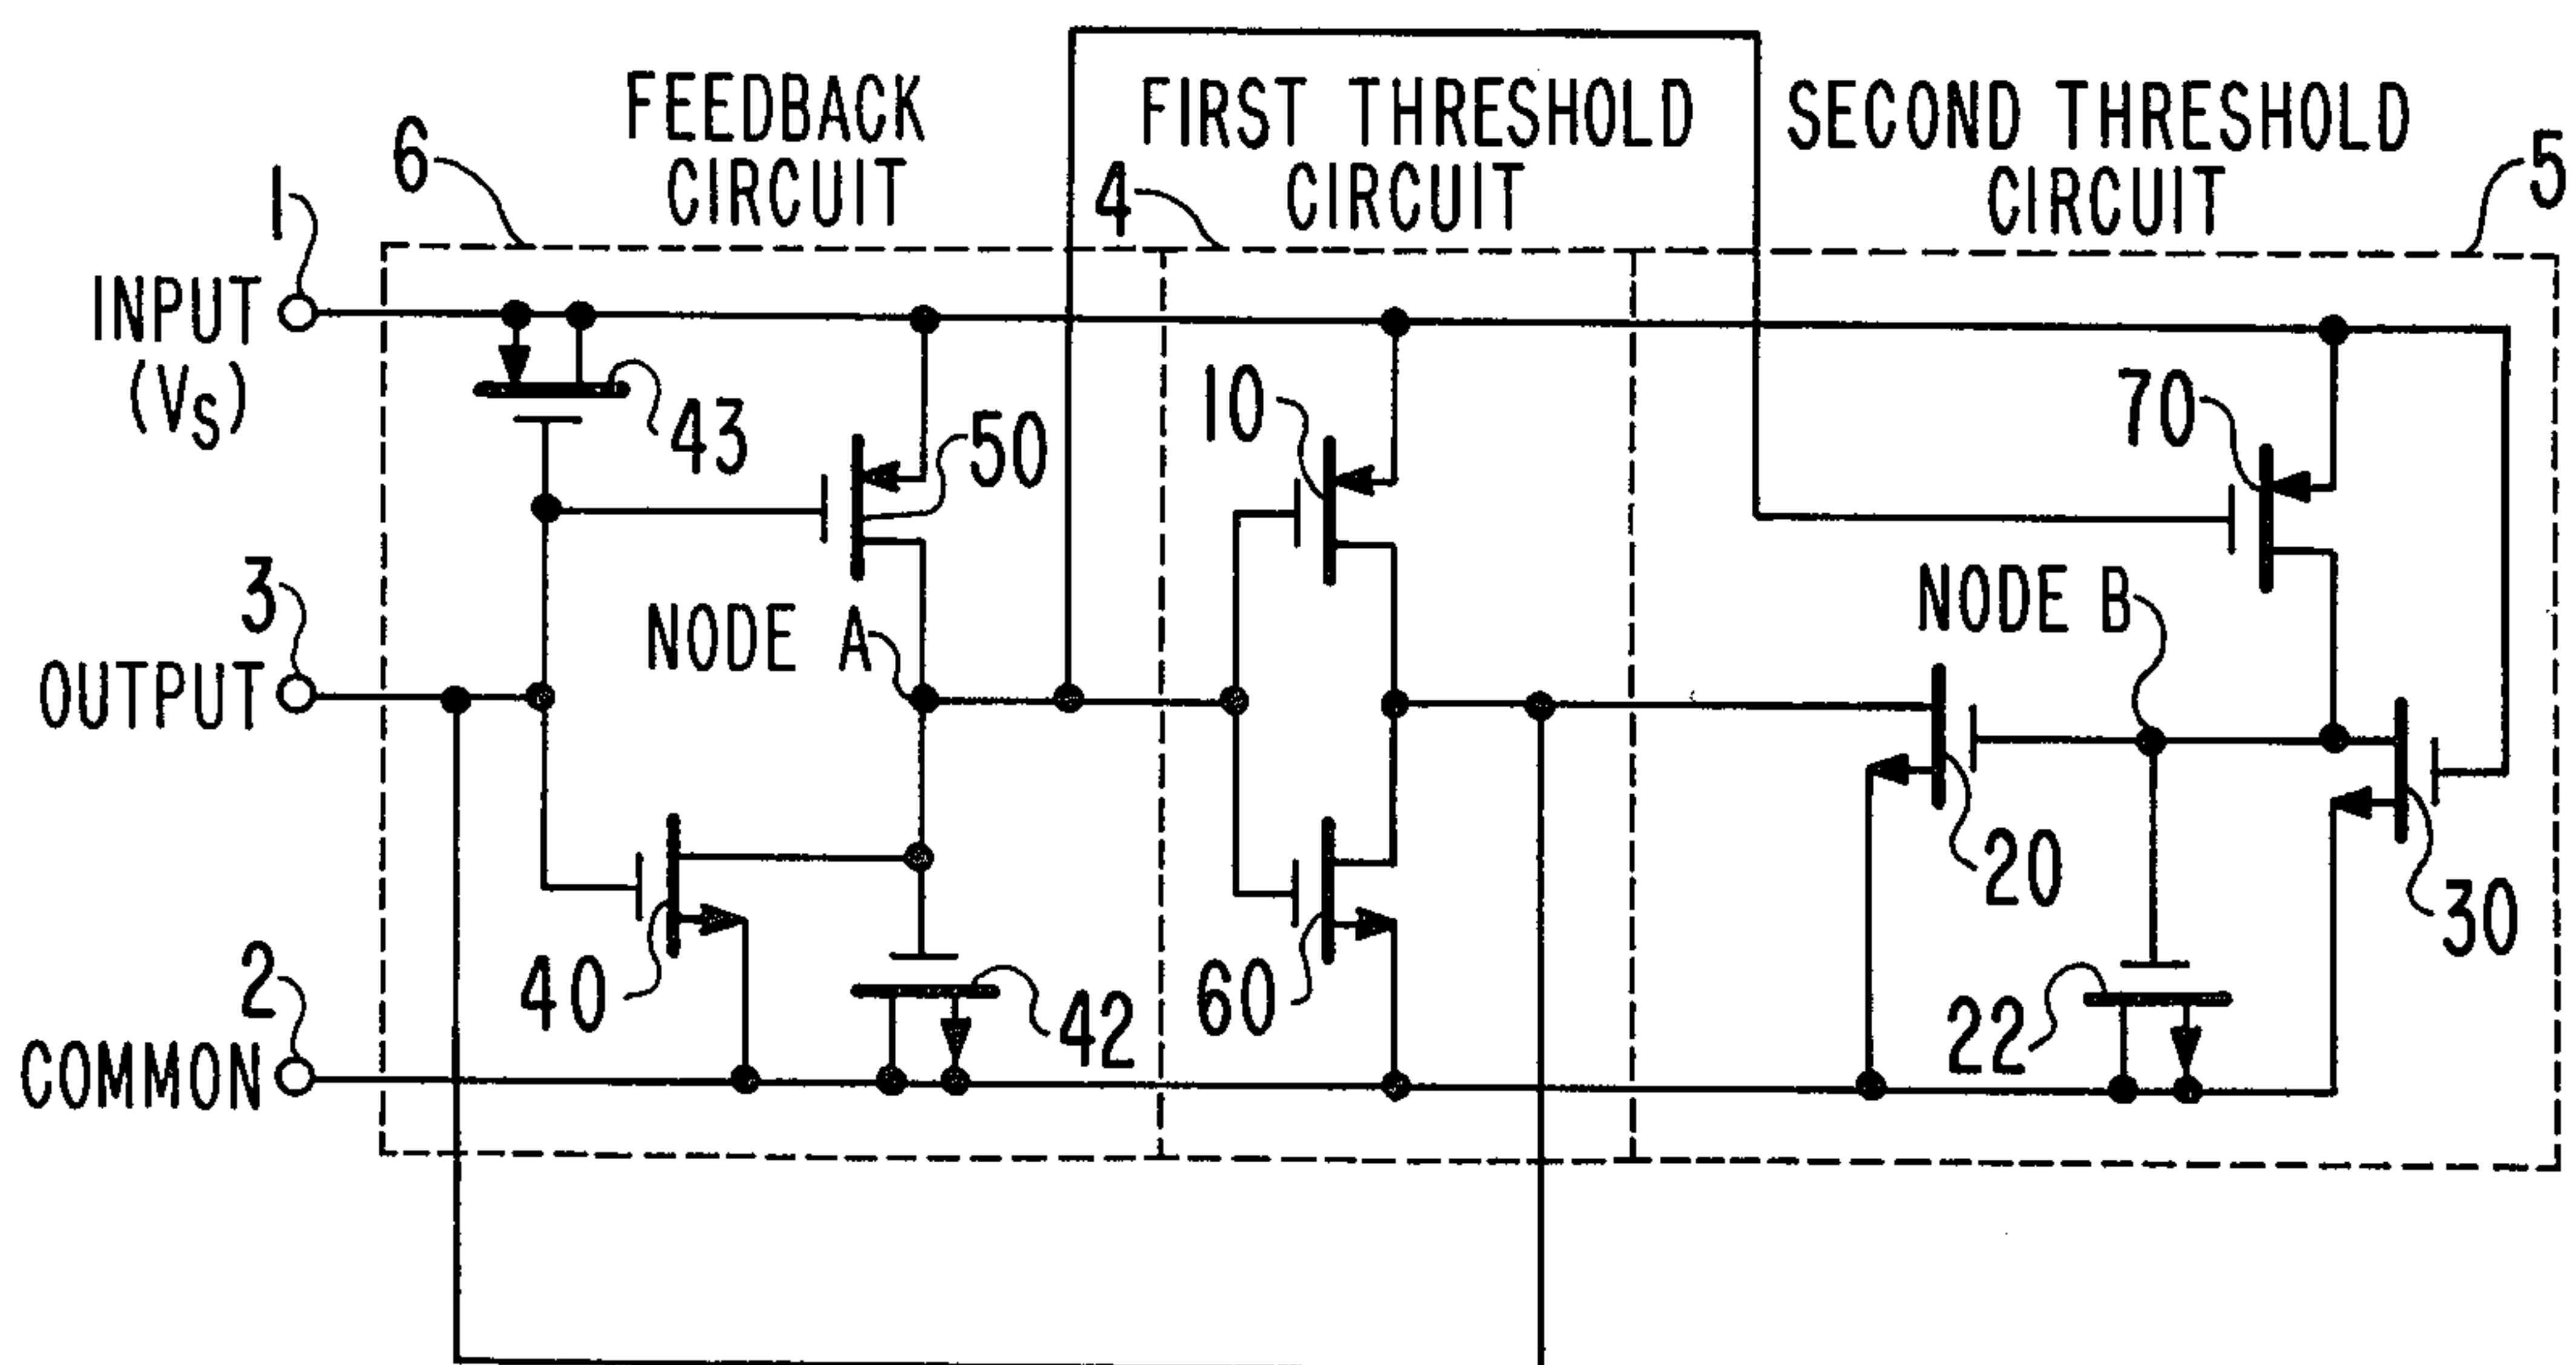 FEEDBACK
CIRCUIT
FIRST THRESHOLD
CIRCUIT
SECOND THRESHOLD
CIRCUIT
6
4
5
1
INPUT
(VS)
43
50
10
70
3
OUTPUT
NODE A
NODE B
2
COMMON
40
42
60
20
22
30